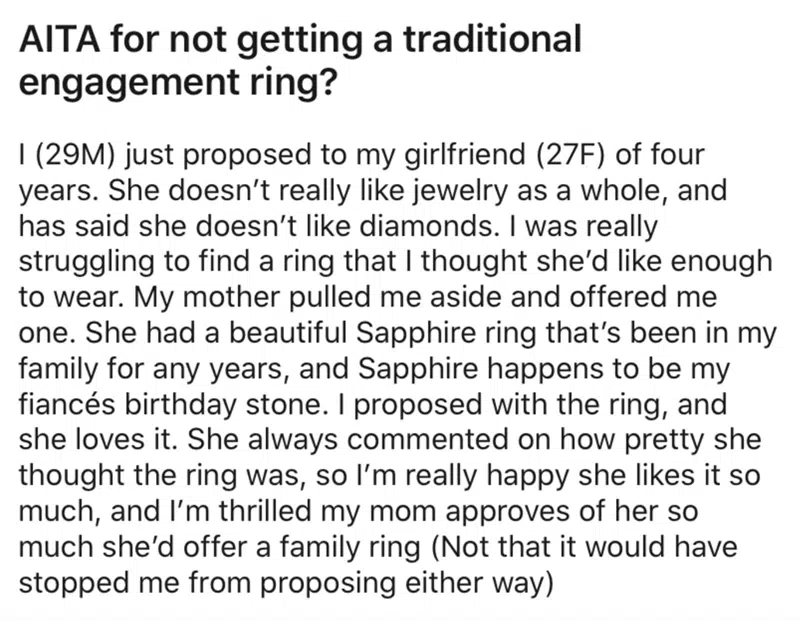 AITA for not getting a traditional
engagement ring?
I (29M) just proposed to my girlfriend (27F) of four
years. She doesn’t really like jewelry as a whole, and
has said she doesn’t like diamonds. I was really
struggling to find a ring that I thought she’d like enough
to wear. My mother pulled me aside and offered me
one. She had a beautiful Sapphire ring that’s been in my
family for any years, and Sapphire happens to be my
fiancés birthday stone. I proposed with the ring, and
she loves it. She always commented on how pretty she
thought the ring was, so I’m really happy she likes it so
much, and I’m thrilled my mom approves of her so
much she’d offer a family ring (Not that it would have
stopped me from proposing either way)